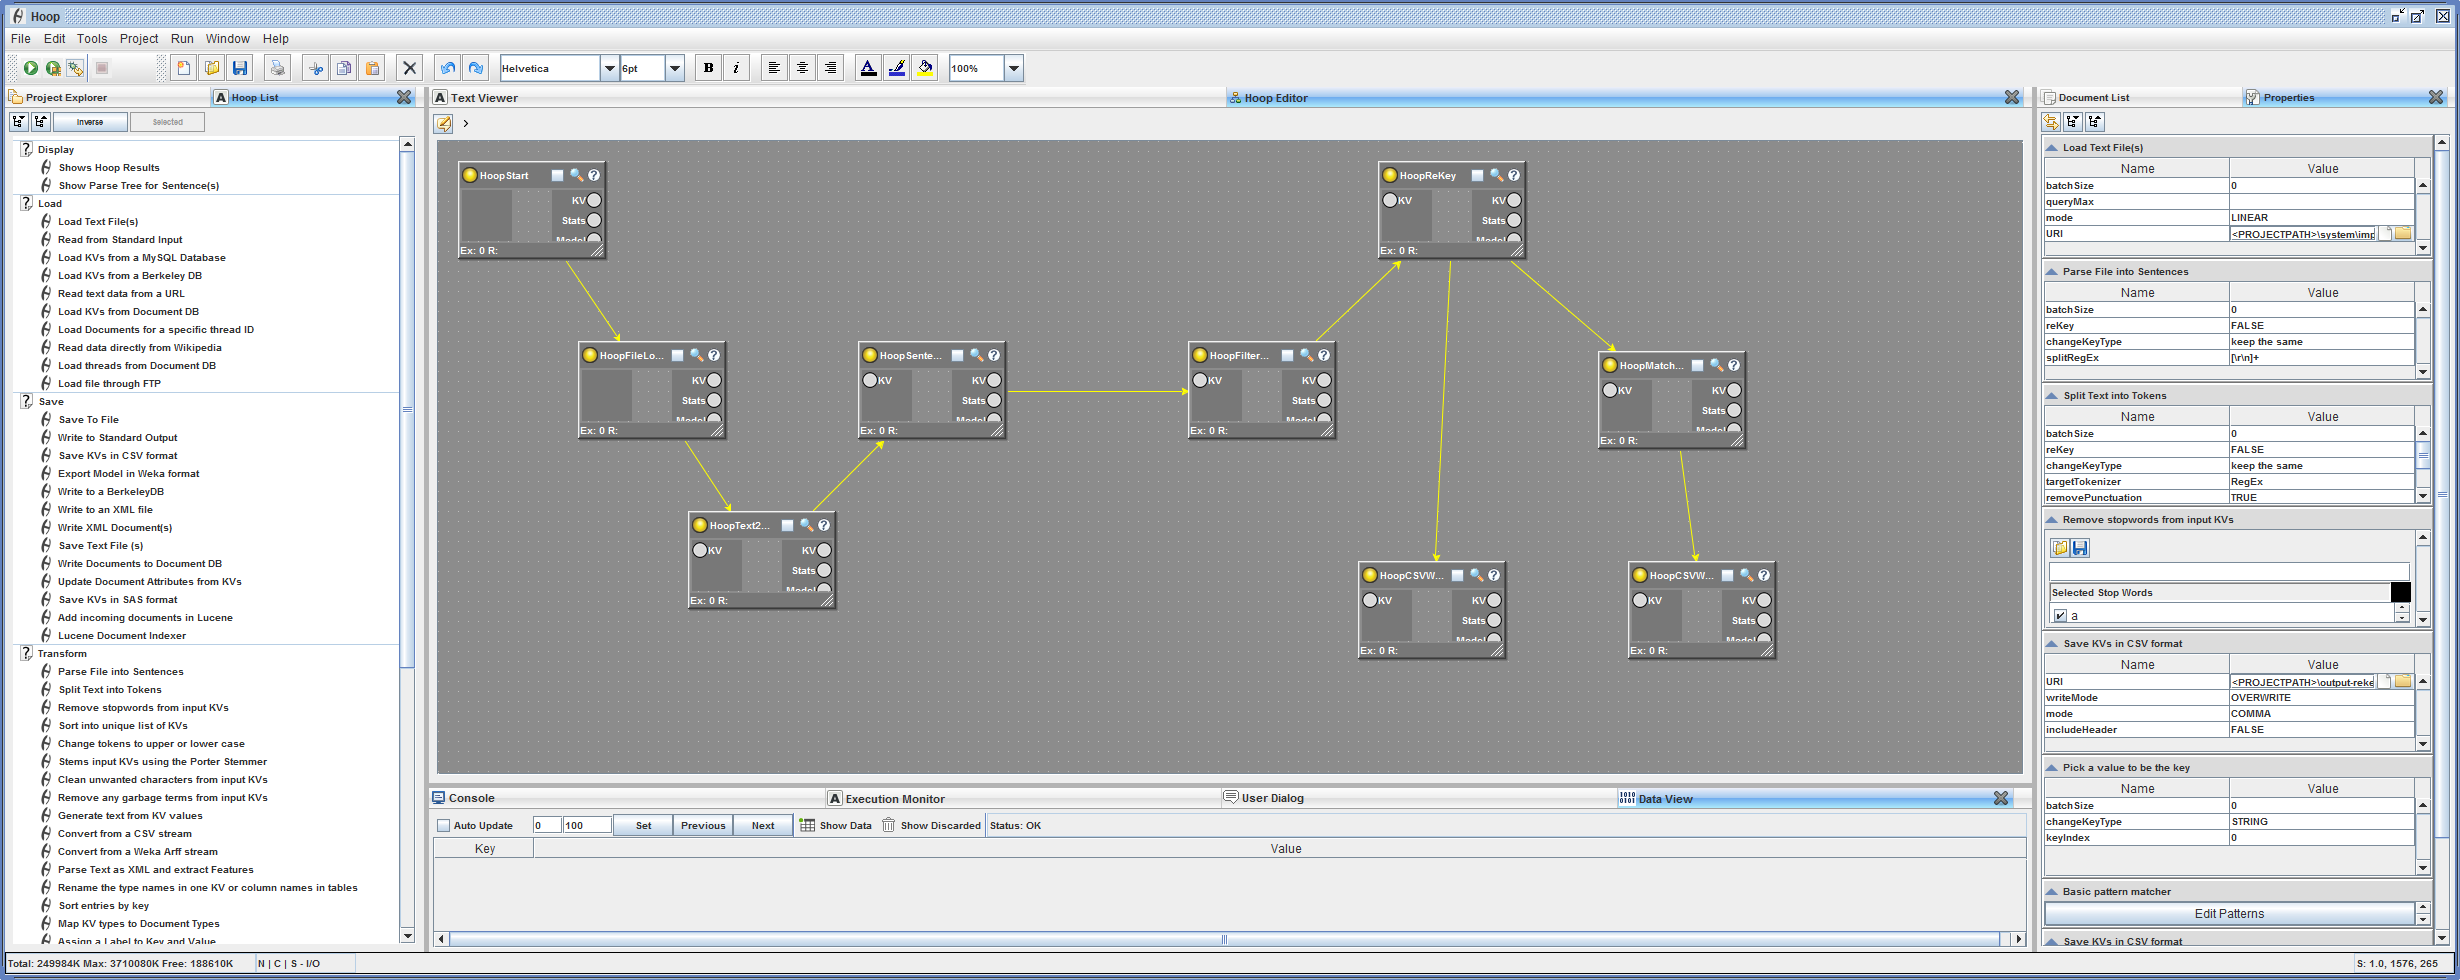 Hoop
File Edit Tools Project Run Window Help
Helvetica 6pt B i A 100%
Project Explorer
A Hoop List
Inverse Selected
Display
Shows Hoop Results
Show Parse Tree for Sentence(s)
Load
Load Text File(s)
Read from Standard Input
Load KVs from a MySQL Database
Load KVs from a Berkeley DB
Read text data from a URL
Load KVs from Document DB
Load Documents for a specific thread ID
Read data directly from Wikipedia
Load threads from Document DB
Load file through FTP
Save
Save To File
Write to Standard Output
Save KVs in CSV format
Export Model in Weka format
Write to a BerkeleyDB
Write to an XML file
Write XML Document(s)
Save Text File (s)
Write Documents to Document DB
Update Document Attributes from KVs
Save KVs in SAS format
Add incoming documents in Lucene
Lucene Document Indexer
Transform
Parse File into Sentences
Split Text into Tokens
Remove stopwords from input KVs
Sort into unique list of KVs
Change tokens to upper or lower case
Stems input KVs using the Porter Stemmer
Clean unwanted characters from input KVs
Remove any garbage terms from input KVs
Generate text from KV values
Convert from a CSV stream
Convert from a Weka Arff stream
Parse Text as XML and extract Features
Rename the type names in one KV or column names in tables
Sort entries by key
Map KV types to Document Types
Assign a Label to Key and Value
A Text Viewer
Hoop Editor
>
HoopStart ?
KV
Stats
Model
Ex: 0 R:
HoopReKey ?
KV KV
Stats
Model
Ex: 0 R:
HoopFileLo... ?
KV
Stats
Model
Ex: 0 R:
HoopSente... ?
KV KV
Stats
Model
Ex: 0 R:
HoopFilter... ?
KV KV
Stats
Model
Ex: 0 R:
HoopMatch... ?
KV KV
Stats
Model
Ex: 0 R:
HoopText2... ?
KV KV
Stats
Model
Ex: 0 R:
HoopCSVW... ?
KV KV
Stats
Model
Ex: 0 R:
HoopCSVW... ?
KV KV
Stats
Model
Ex: 0 R:
Console
A Execution Monitor
User Dialog
1010 0101 Data View
Auto Update 0 100 Set Previous Next Show Data Show Discarded Status: OK
Key Value
Document List
Properties
Load Text File(s)
Name Value
batchSize 0
queryMax
mode LINEAR
URI <PROJECTPATH>\system\imp
Parse File into Sentences
Name Value
batchSize 0
reKey FALSE
changeKeyType keep the same
splitRegEx [\r\n]+
Split Text into Tokens
Name Value
batchSize 0
reKey FALSE
changeKeyType keep the same
targetTokenizer RegEx
removePunctuation TRUE
Remove stopwords from input KVs
Selected Stop Words
a
Save KVs in CSV format
Name Value
URI <PROJECTPATH>\output-reke
writeMode OVERWRITE
mode COMMA
includeHeader FALSE
Pick a value to be the key
Name Value
batchSize 0
changeKeyType STRING
keyIndex 0
Basic pattern matcher
Edit Patterns
Save KVs in CSV format
Total: 249984K Max: 3710080K Free: 188610K N | C | S - I/O
S: 1.0, 1576, 265